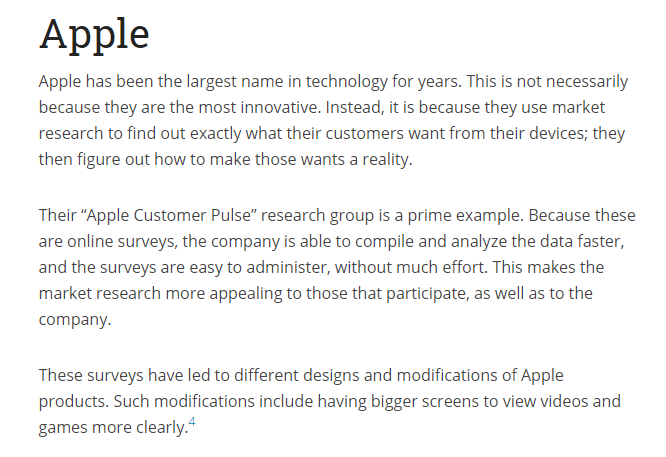 Apple
Apple has been the largest name in technology for years. This is not necessarily
because they are the most innovative. Instead, it is because they use market
research to find out exactly what their customers want from their devices; they
then figure out how to make those wants a reality.
Their “Apple Customer Pulse” research group is a prime example. Because these
are online surveys, the company is able to compile and analyze the data faster,
and the surveys are easy to administer, without much effort. This makes the
market research more appealing to those that participate, as well as to the
company.
These surveys have led to different designs and modifications of Apple
products. Such modifications include having bigger screens to view videos and
games more clearly.4